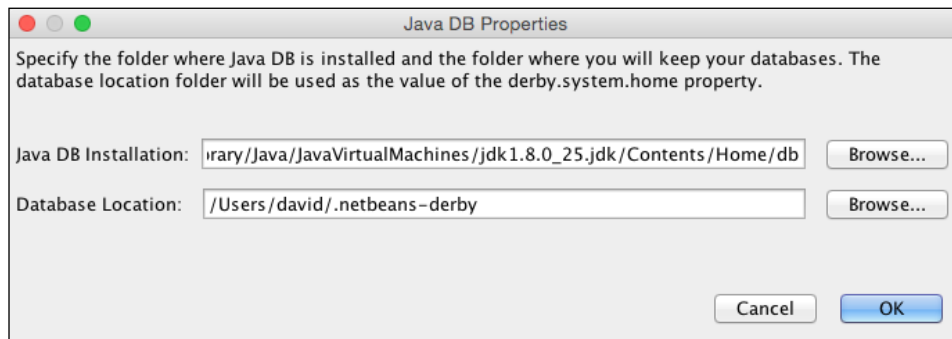 Java DB Properties
Specify the folder where Java DB is installed and the folder where you will keep your databases. The
database location folder will be used as the value of the derby.system.home property.
Java DB Installation: rary/Java/JavaVirtualMachines/jdk1.8.0_25.jdk/Contents/Home/db Browse...
Database Location: /Users/david/.netbeans-derby Browse...
Cancel OK